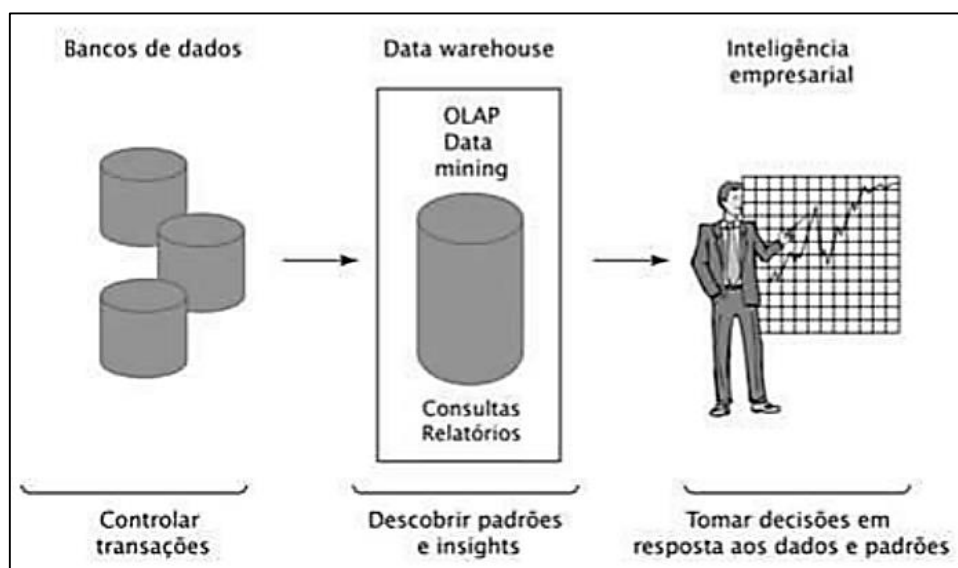 Bancos de dados
Data warehouse
Inteligência
empresarial
OLAP
Data
mining
Consultas
Relatórios
Controlar
transações
Descobrir padrões
e insights
Tomar decisões em
resposta aos dados e padrões